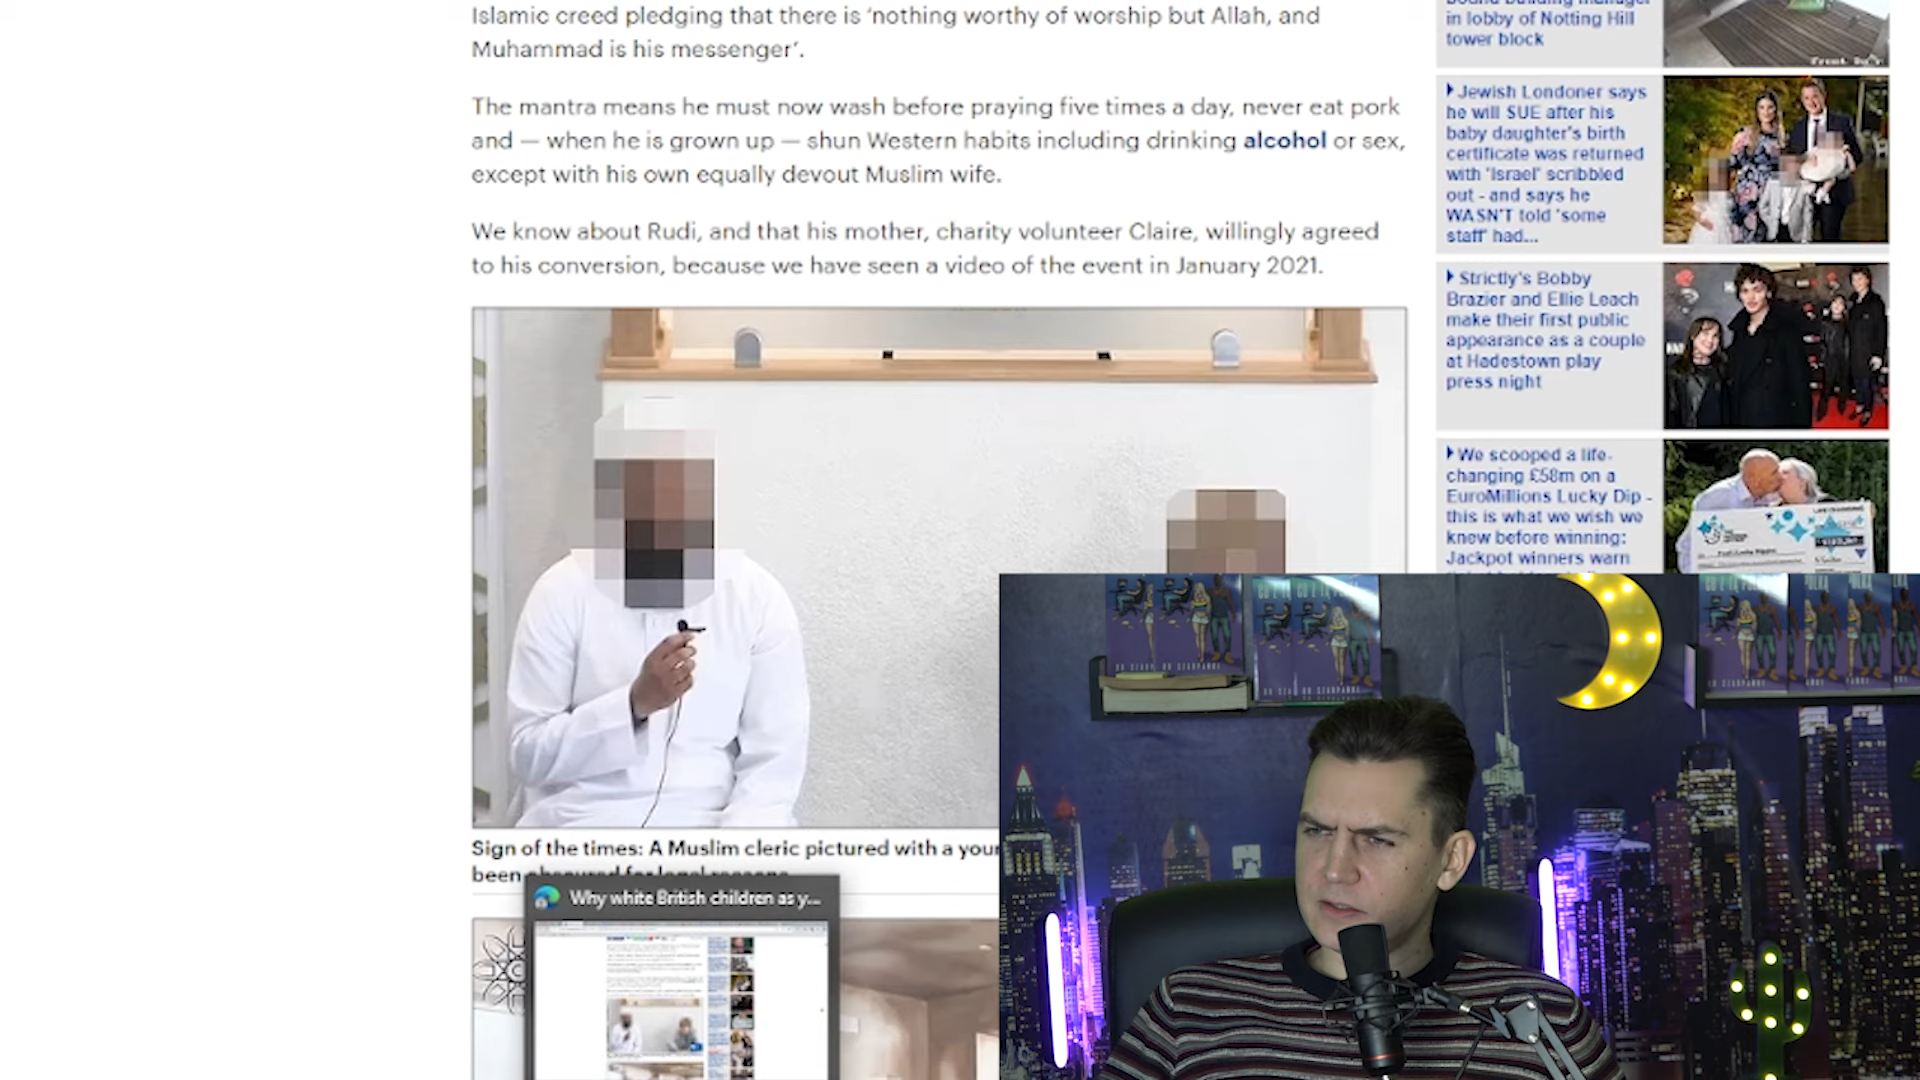 Islamic creed pledging that there is ‘nothing worthy of worship but Allah, and
Muhammad is his messenger’.
The mantra means he must now wash before praying five times a day, never eat pork
and — when he is grown up — shun Western habits including drinking alcohol or sex,
except with his own equally devout Muslim wife.
We know about Rudi, and that his mother, charity volunteer Claire, willingly agreed
to his conversion, because we have seen a video of the event in January 2021.
Sign of the times: A Muslim cleric pictured with a your
been obscured for legal reasons
Why white British children as y...
in lobby of Notting Hill
tower block
Jewish Londoner says
he will SUE after his
baby daughter's birth
certificate was returned
with 'Israel' scribbled
out - and says he
WASN'T told 'some
staff' had...
Strictly's Bobby
Brazier and Ellie Leach
make their first public
appearance as a couple
at Hadestown play
press night
We scooped a life-
changing £58m on a
EuroMillions Lucky Dip -
this is what we wish we
knew before winning:
Jackpot winners warn